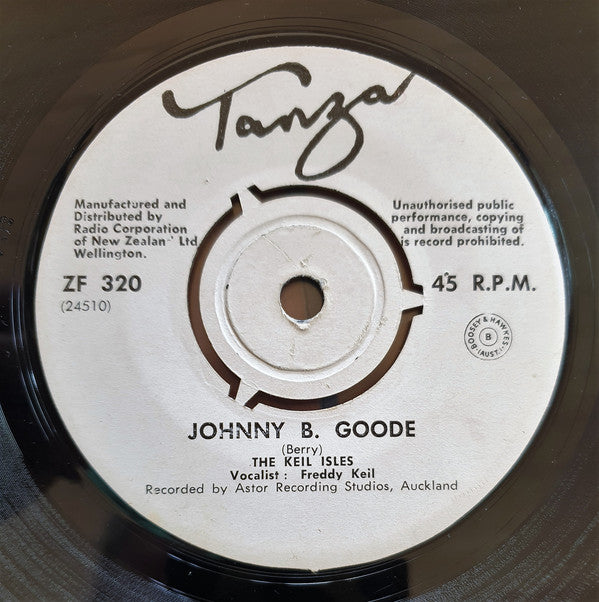 Tanza
Manufactured and
Distributed by
Radio Corporation
of New Zealan Ltd
Wellington.
Unauthorised public
performance, copying
and broadcasting of
is record prohibited.
ZF 320
(24510)
45 R.P.M.
BOOSEY & HAWKES
B
(AUST.)
JOHNNY B. GOODE
(Berry)
THE KEIL ISLES
Vocalist : Freddy Keil
Recorded by Astor Recording Studios, Auckland